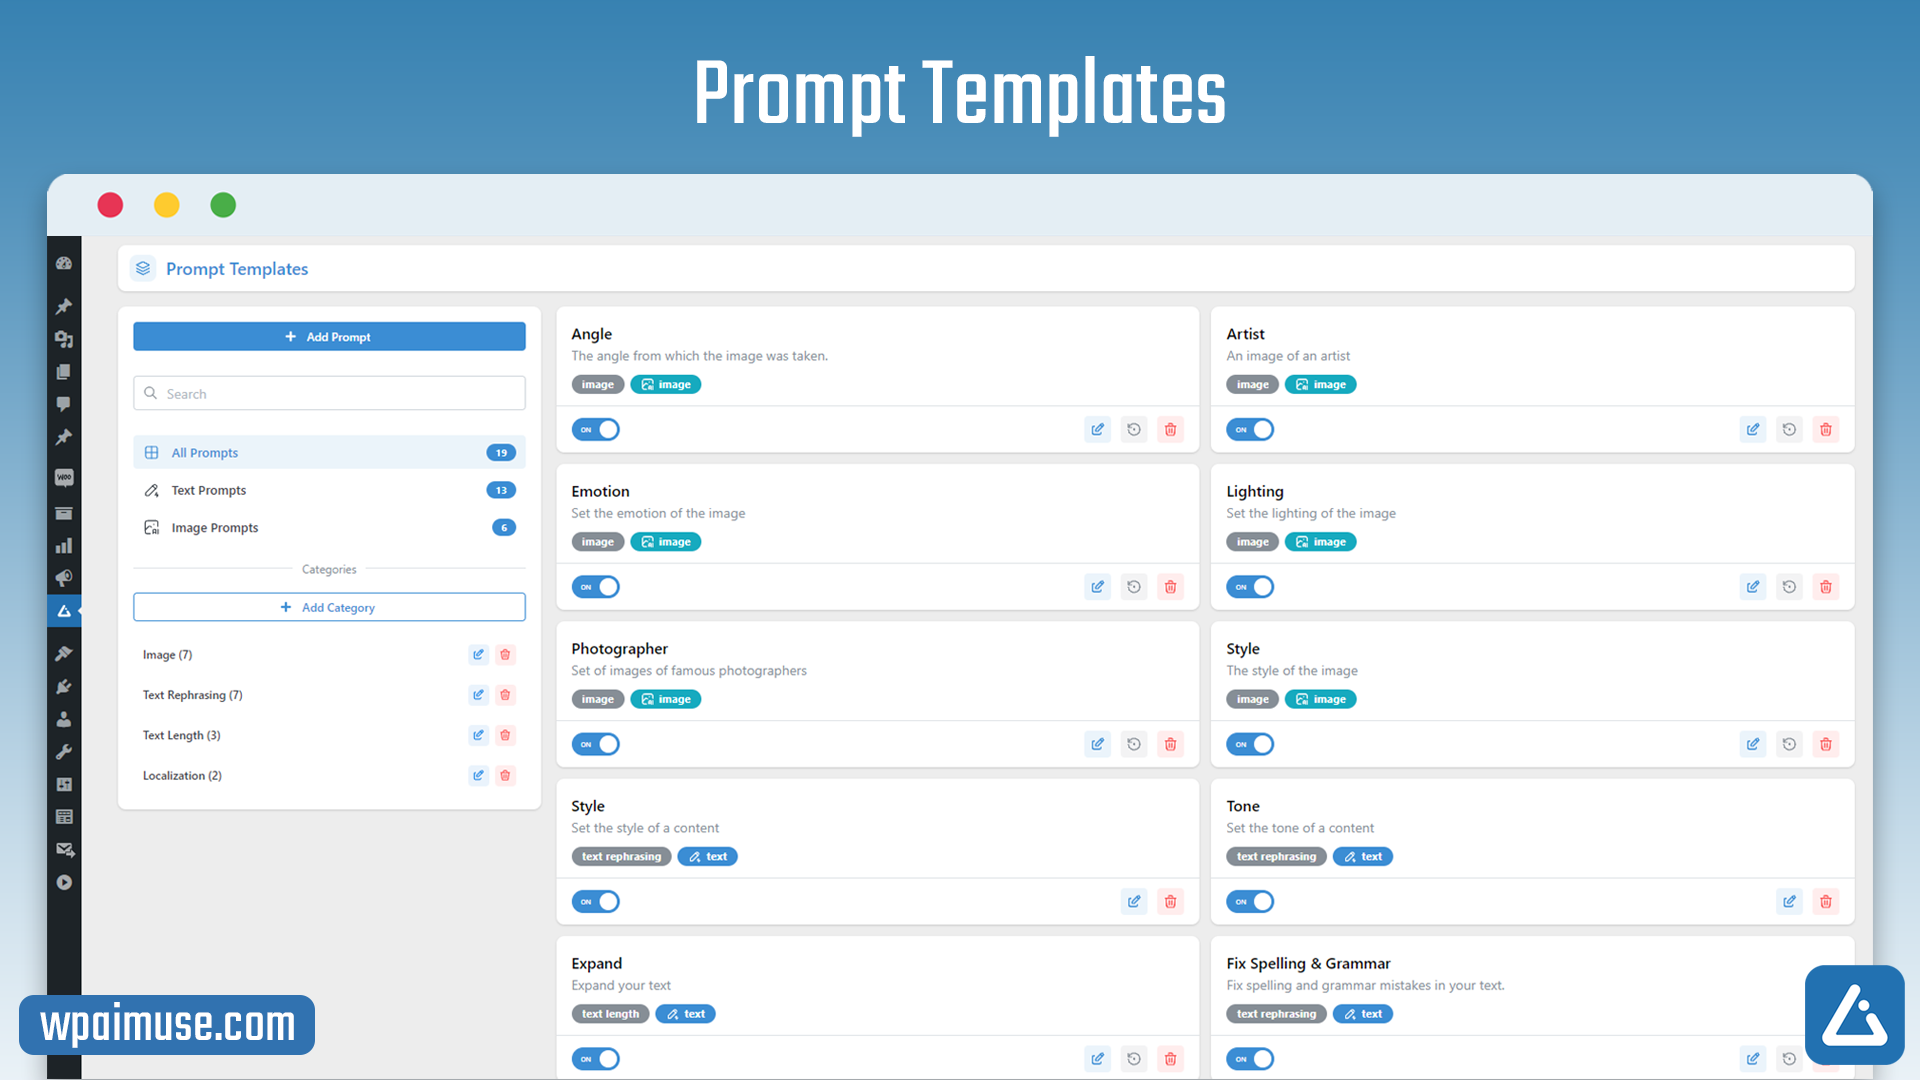 Prompt Templates
Prompt Templates
Add Prompt
Search
All Prompts 19
Text Prompts 13
Image Prompts 6
Categories
Add Category
Image (7)
Text Rephrasing (7)
Text Length (3)
Localization (2)
Angle
The angle from which the image was taken.
image image
ON
Artist
An image of an artist
image image
ON
Emotion
Set the emotion of the image
image image
ON
Lighting
Set the lighting of the image
image image
ON
Photographer
Set of images of famous photographers
image image
ON
Style
The style of the image
image image
ON
Style
Set the style of a content
text rephrasing text
ON
Tone
Set the tone of a content
text rephrasing text
ON
Expand
Expand your text
text length text
ON
Fix Spelling & Grammar
Fix spelling and grammar mistakes in your text.
text rephrasing text
ON
WOO
wpaimuse.com